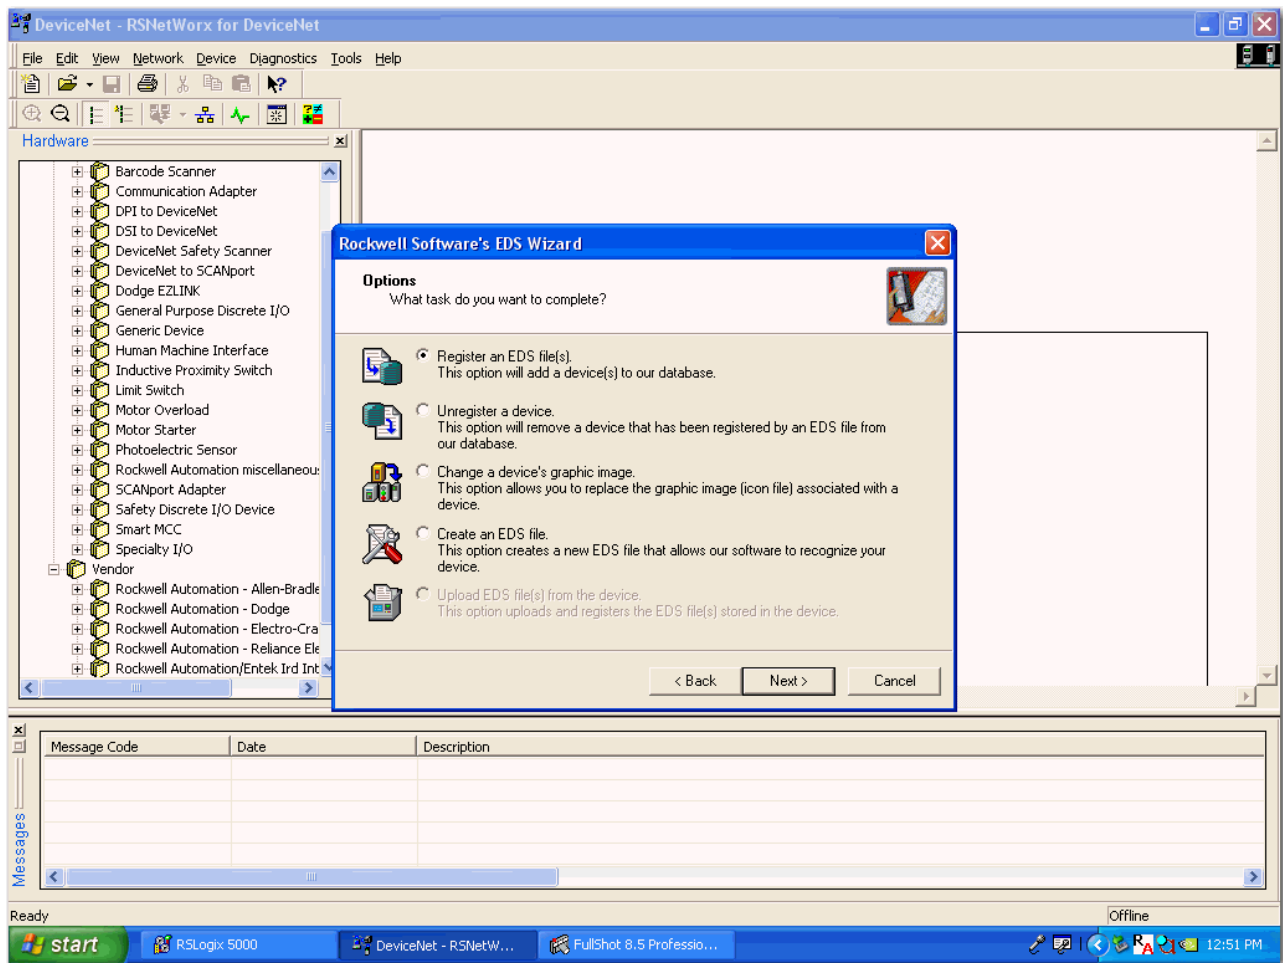 DeviceNet - RSNetWorx for DeviceNet
File Edit View Network Device Diagnostics Tools Help
Hardware
Barcode Scanner
Communication Adapter
DPI to DeviceNet
DSI to DeviceNet
DeviceNet Safety Scanner
DeviceNet to SCANport
Dodge EZLINK
General Purpose Discrete I/O
Generic Device
Human Machine Interface
Inductive Proximity Switch
Limit Switch
Motor Overload
Motor Starter
Photoelectric Sensor
Rockwell Automation miscellaneou
SCANport Adapter
Safety Discrete I/O Device
Smart MCC
Specialty I/O
Vendor
Rockwell Automation - Allen-Bradle
Rockwell Automation - Dodge
Rockwell Automation - Electro-Cra
Rockwell Automation - Reliance Ele
Rockwell Automation/Entek Ird Int
Rockwell Software's EDS Wizard
Options
What task do you want to complete?
Register an EDS file(s).
This option will add a device(s) to our database.
Unregister a device.
This option will remove a device that has been registered by an EDS file from
our database.
Change a device's graphic image.
This option allows you to replace the graphic image (icon file) associated with a
device.
Create an EDS file.
This option creates a new EDS file that allows our software to recognize your
device.
Upload EDS file(s) from the device.
This option uploads and registers the EDS file(s) stored in the device.
< Back Next > Cancel
Messages
Message Code Date Description
Ready Offline
start RSLogix 5000 DeviceNet - RSNetW... FullShot 8.5 Professio... RA 12:51 PM